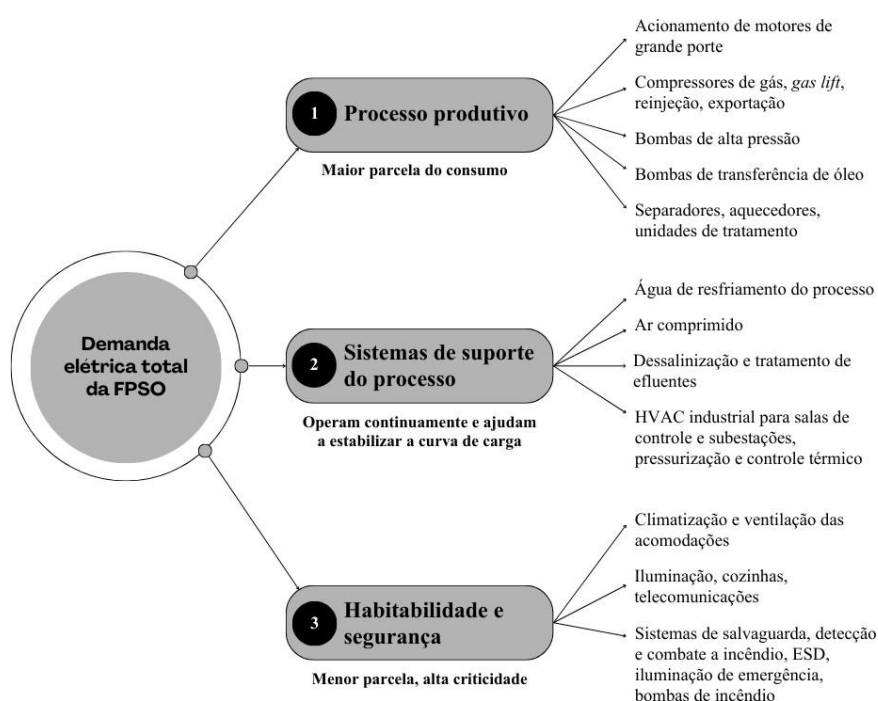 Demanda
elétrica total
da FPSO
1 Processo produtivo
Maior parcela do consumo
Acionamento de motores de
grande porte
Compressores de gás, gas lift,
reinjeção, exportação
Bombas de alta pressão
Bombas de transferência de óleo
Separadores, aquecedores,
unidades de tratamento
2 Sistemas de suporte
do processo
Operam continuamente e ajudam
a estabilizar a curva de carga
Água de resfriamento do processo
Ar comprimido
Dessalinização e tratamento de
efluentes
HVAC industrial para salas de
controle e subestações,
pressurização e controle térmico
3 Habitabilidade e
segurança
Menor parcela, alta criticidade
Climatização e ventilação das
acomodações
Iluminação, cozinhas,
telecomunicações
Sistemas de salvaguarda, detecção
e combate a incêndio, ESD,
iluminação de emergência,
bombas de incêndio